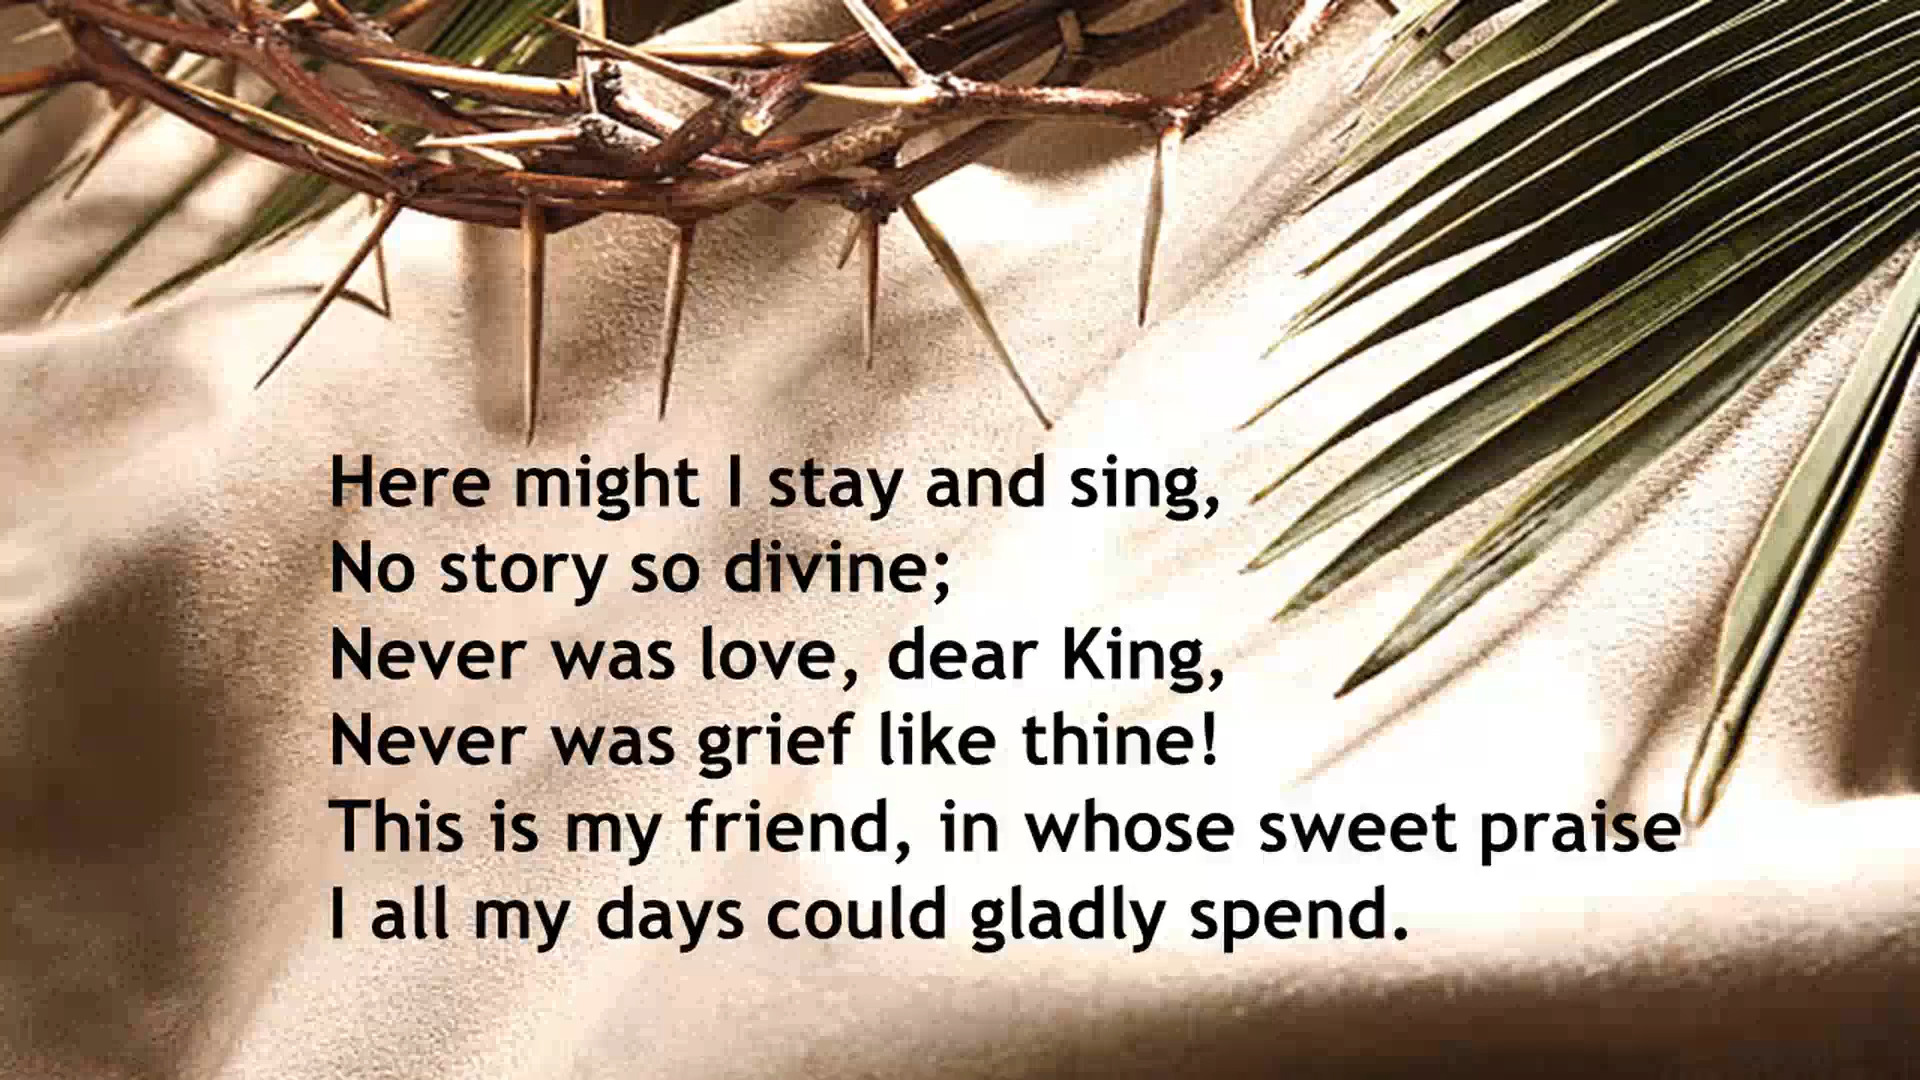 Here might I stay and sing,
No story so divine;
Never was love, dear King,
Never was grief like thine!
This is my friend, in whose sweet praise
I all my days could gladly spend.